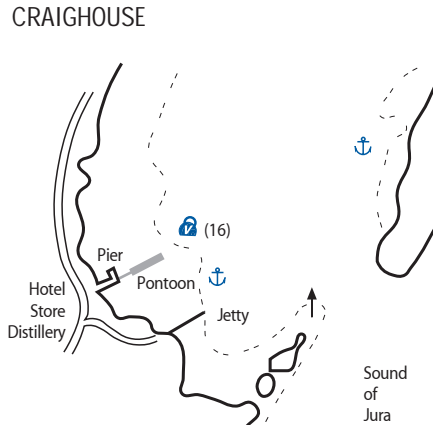 CRAIGHOUSE
(16)
Pier
Pontoon
Hotel
Store
Distillery
Jetty
Sound
of
Jura